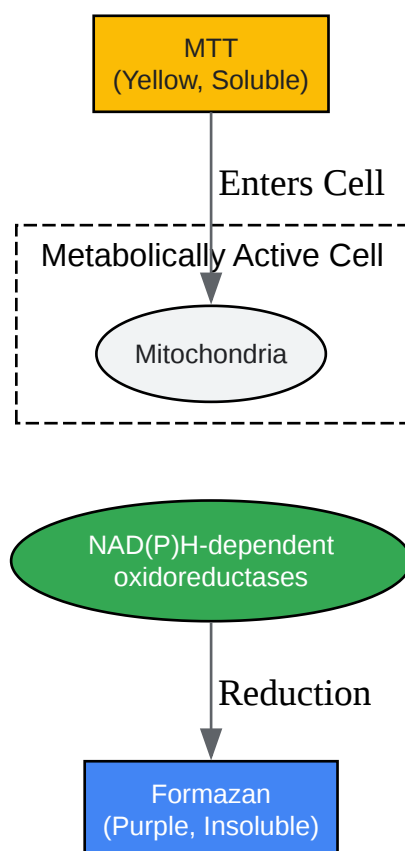 MTT
(Yellow, Soluble)
Enters Cell
Metabolically Active Cell
Mitochondria
NAD(P)H-dependent
oxidoreductases
Reduction
Formazan
(Purple, Insoluble)